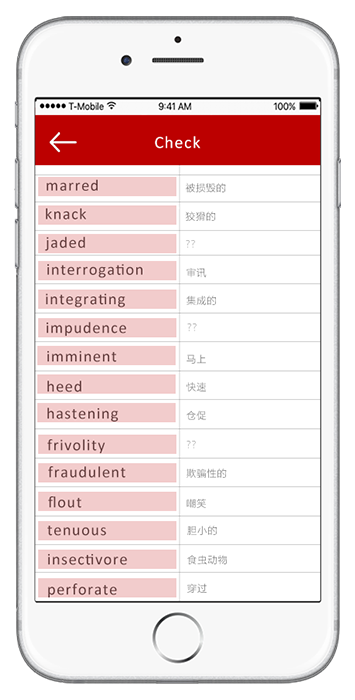 T-Mobile 9:41 AM 100%
Check
marred 被损毁的
knack 狡猾的
jaded ??
interrogation 审讯
integrating 集成的
impudence ??
imminent 马上
heed 快速
hastening 仓促
frivolity ??
fraudulent 欺骗性的
flout 嘲笑
tenuous 胆小的
insectivore 食虫动物
perforate 穿过